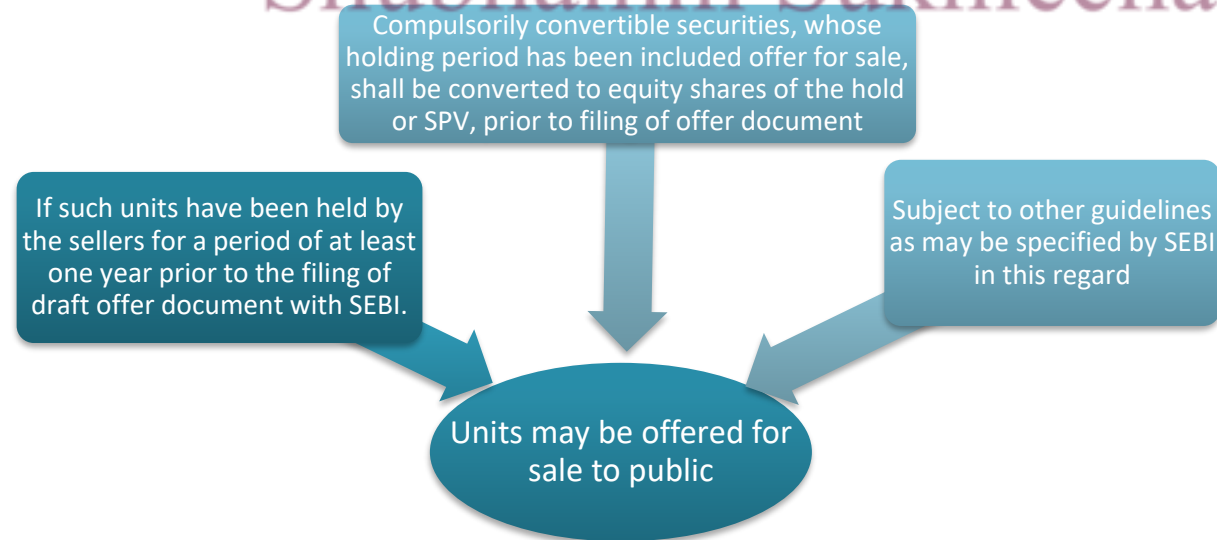 Compulsorily convertible securities, whose
holding period has been included offer for sale,
shall be converted to equity shares of the hold
or SPV, prior to filing of offer document
If such units have been held by
the sellers for a period of at least
one year prior to the filing of
draft offer document with SEBI.
Subject to other guidelines
as may be specified by SEBI
in this regard
Units may be offered for
sale to public